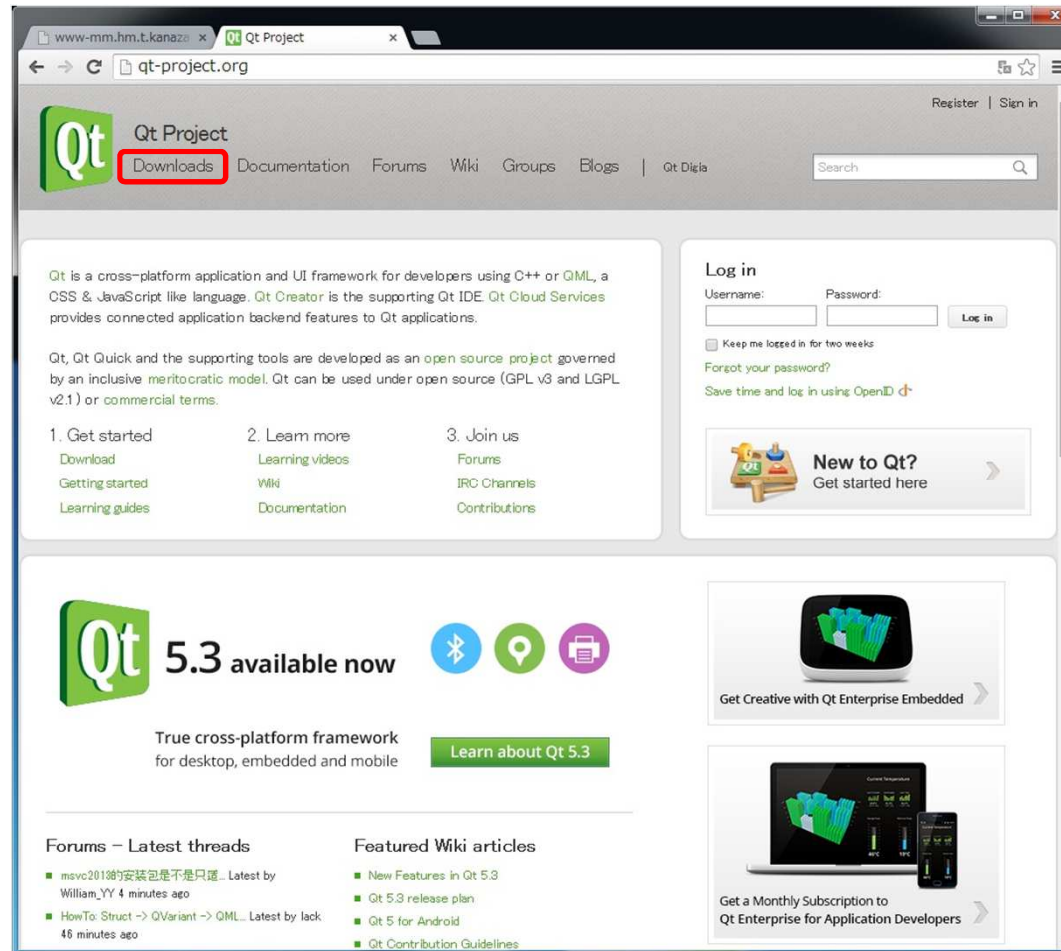 www-mm.hm.t.kanaza
Qt Project
qt-project.org
Register | Sign in
Qt
Qt Project
Downloads Documentation Forums Wiki Groups Blogs | Qt Digia
Search
Qt is a cross-platform application and UI framework for developers using C++ or QML, a
CSS & JavaScript like language. Qt Creator is the supporting Qt IDE. Qt Cloud Services
provides connected application backend features to Qt applications.
Qt, Qt Quick and the supporting tools are developed as an open source project governed
by an inclusive meritocratic model. Qt can be used under open source (GPL v3 and LGPL
v2.1) or commercial terms.
1. Get started
Download
Getting started
Learning guides
2. Learn more
Learning videos
Wiki
Documentation
3. Join us
Forums
IRC Channels
Contributions
Log in
Username: Password:
Log in
Keep me logged in for two weeks
Forgot your password?
Save time and log in using OpenID
New to Qt?
Get started here
Qt 5.3 available now
True cross-platform framework
for desktop, embedded and mobile
Learn about Qt 5.3
Get Creative with Qt Enterprise Embedded
Get a Monthly Subscription to
Qt Enterprise for Application Developers
Forums - Latest threads
msvc2013的安装包是不是只适... Latest by
William_YY 4 minutes ago
HowTo: Struct -> QVariant -> QML... Latest by lack
46 minutes ago
Featured Wiki articles
New Features in Qt 5.3
Qt 5.3 release plan
Qt 5 for Android
Qt Contribution Guidelines